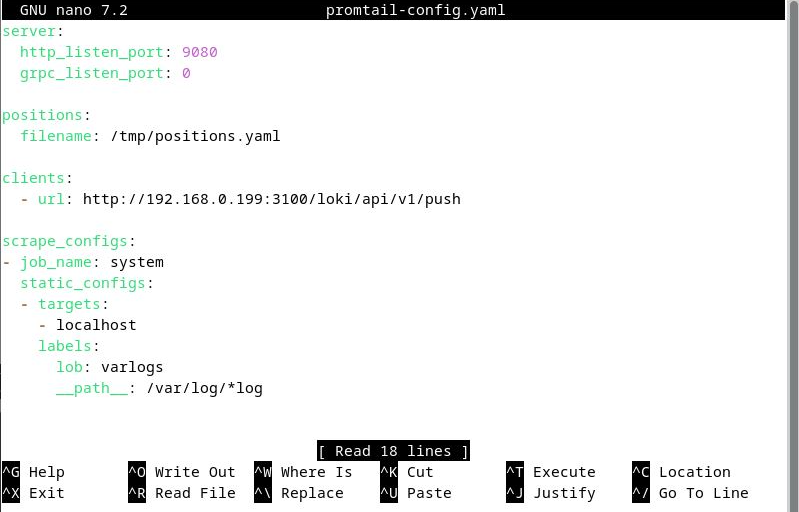 GNU nano 7.2 promtail-config.yaml
server:
  http_listen_port: 9080
  grpc_listen_port: 0

positions:
  filename: /tmp/positions.yaml

clients:
  - url: http://192.168.0.199:3100/loki/api/v1/push

scrape_configs:
- job_name: system
  static_configs:
  - targets:
    - localhost
    labels:
      lob: varlogs
      __path__: /var/log/*log

[ Read 18 lines ]
^G Help ^O Write Out ^W Where Is ^K Cut ^T Execute ^C Location
^X Exit ^R Read File ^\ Replace ^U Paste ^J Justify ^/ Go To Line